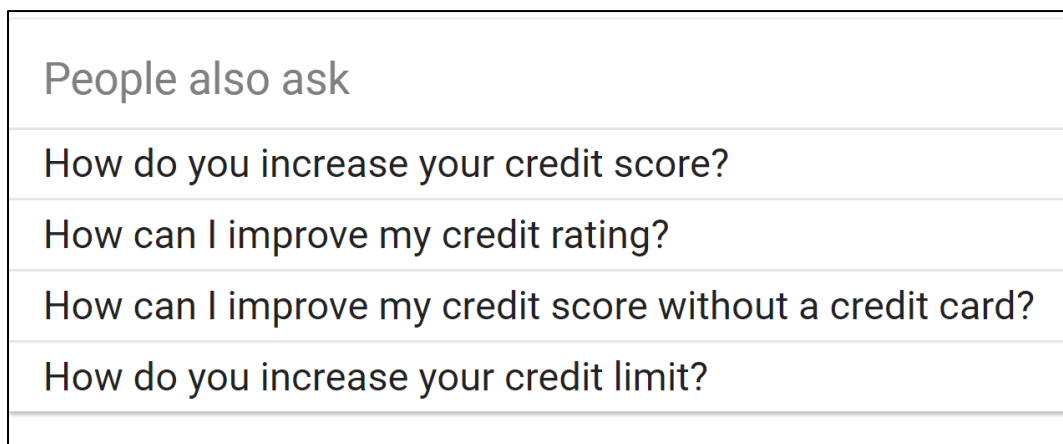 People also ask
How do you increase your credit score?
How can I improve my credit rating?
How can I improve my credit score without a credit card?
How do you increase your credit limit?